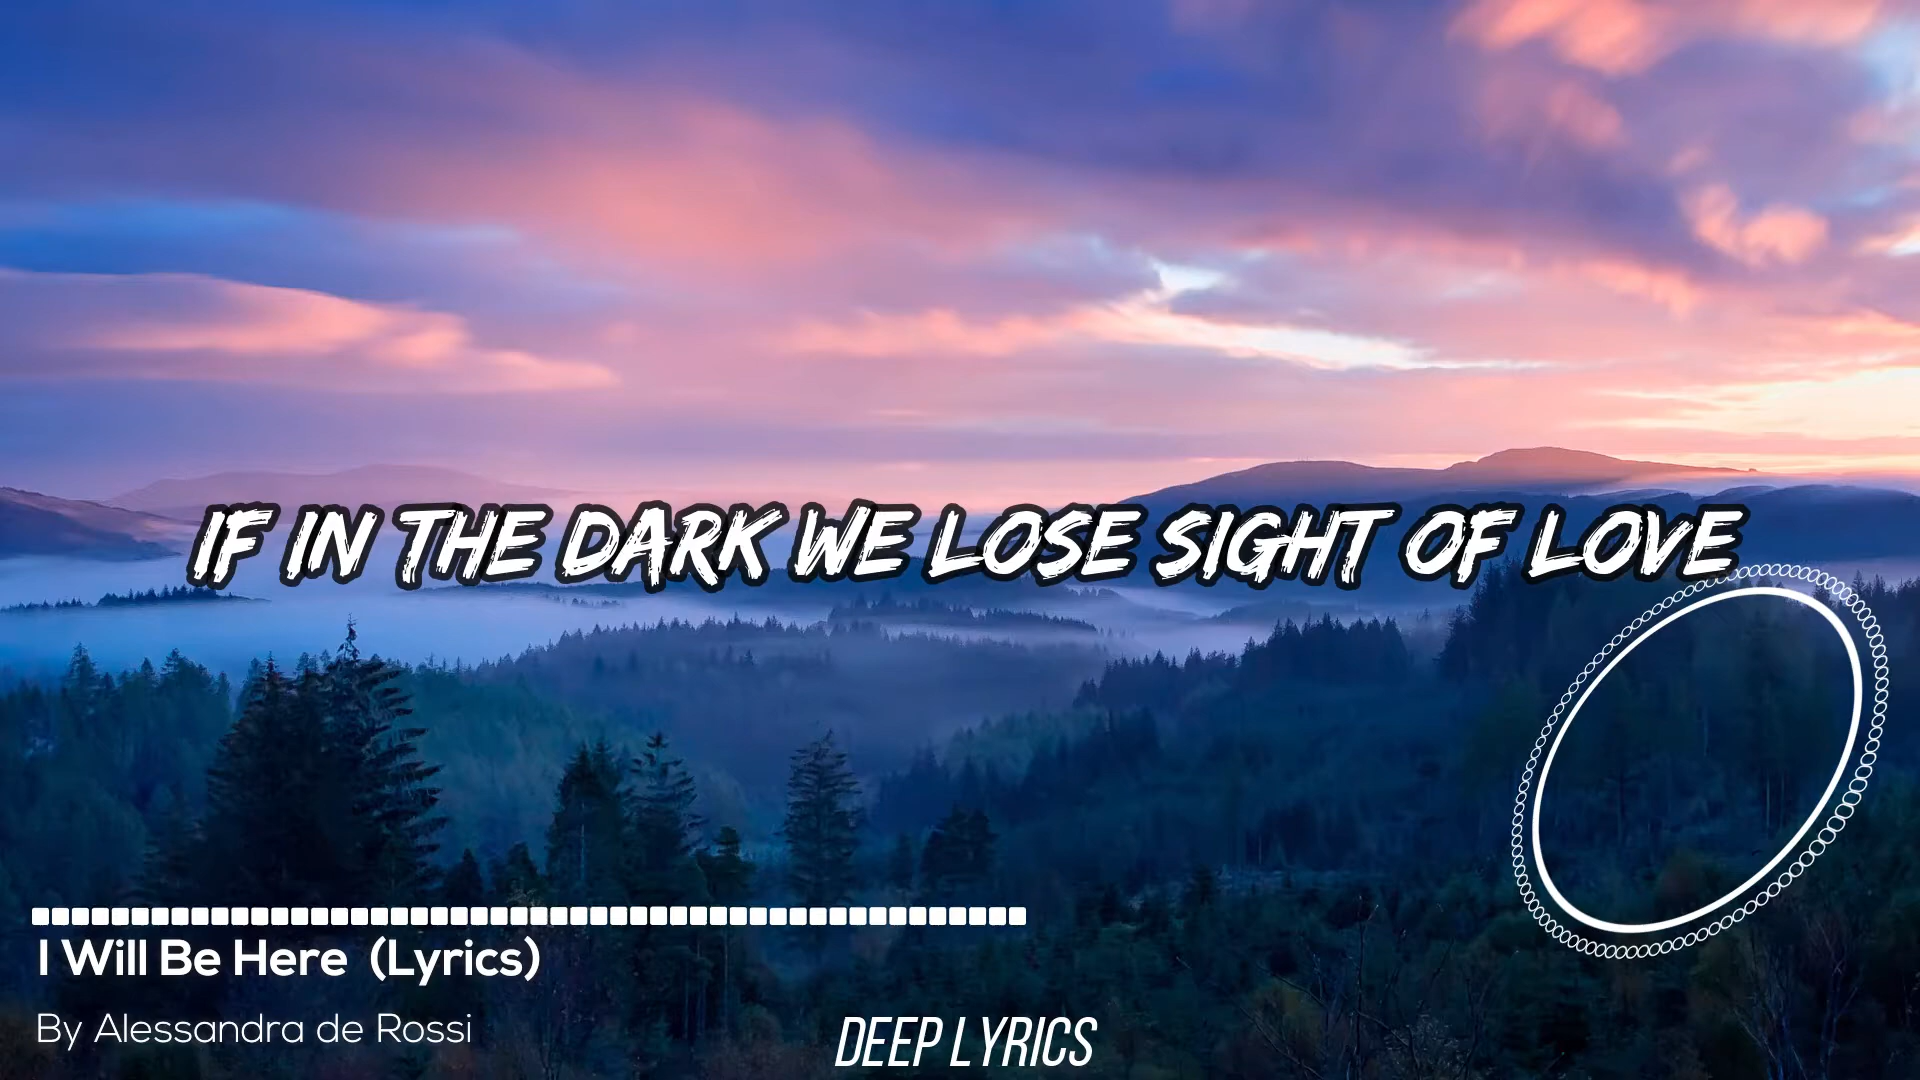 IF IN THE DARK WE LOSE SIGHT OF LOVE
I Will Be Here (Lyrics)
By Alessandra de Rossi
DEEP LYRICS